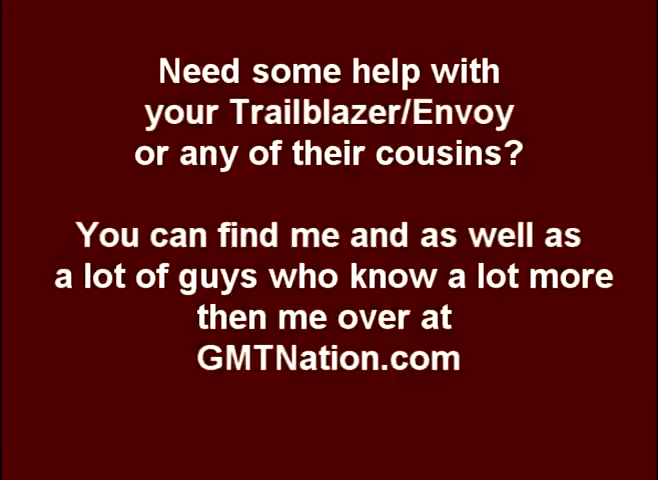 Need some help with
your Trailblazer/Envoy
or any of their cousins?
You can find me and as well as
a lot of guys who know a lot more
then me over at
GMTNation.com